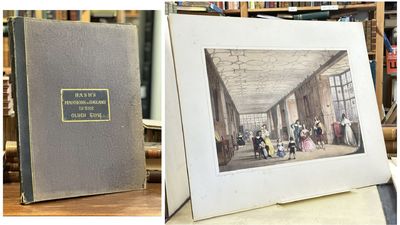 NASH'S
MANSIONS OF ENGLAND
IN THE
OLDEN TIME.